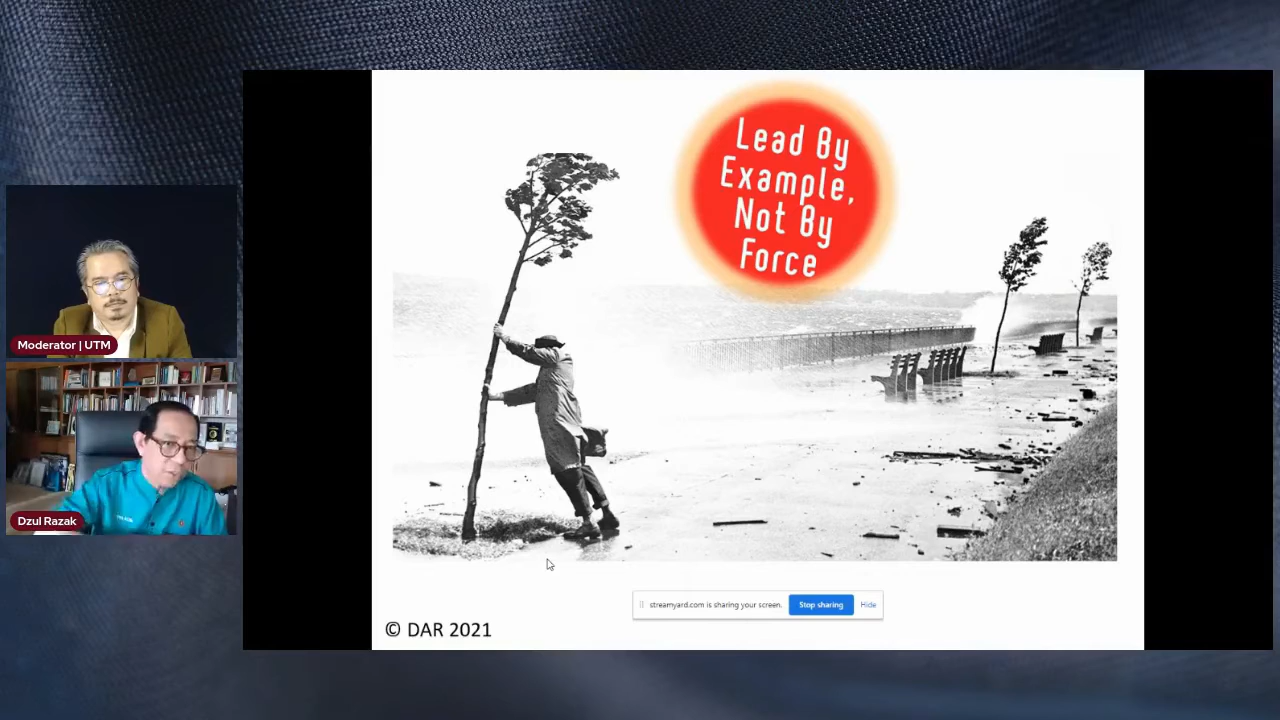 Lead By
Example,
Not By
Force
Moderator | UTM
Dzul Razak
streamyard.com is sharing your screen.
Stop sharing
Hide
© DAR 2021